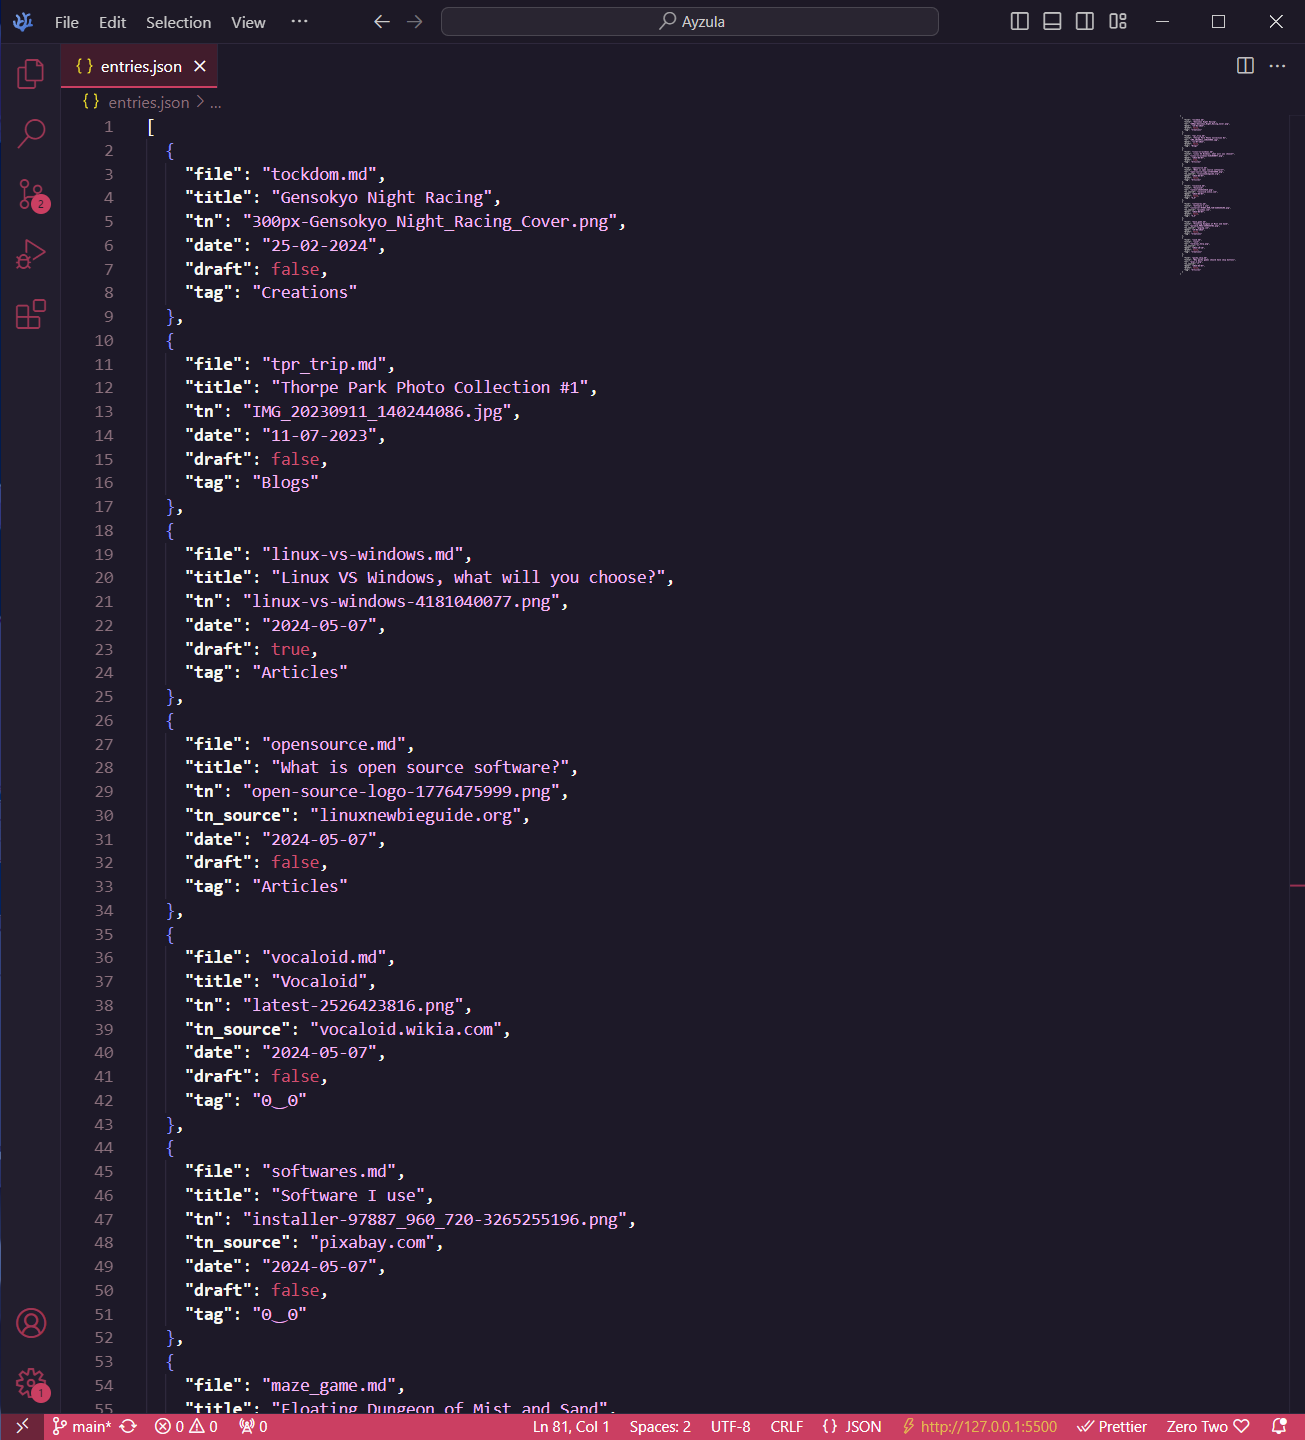 File Edit Selection View ··· Ayzula
entries.json
entries.json > ...
1 [
2 {
3 "file": "tockdom.md",
4 "title": "Gensokyo Night Racing",
5 "tn": "300px-Gensokyo_Night_Racing_Cover.png",
6 "date": "25-02-2024",
7 "draft": false,
8 "tag": "Creations"
9 },
10 {
11 "file": "tpr_trip.md",
12 "title": "Thorpe Park Photo Collection #1",
13 "tn": "IMG_20230911_140244086.jpg",
14 "date": "11-07-2023",
15 "draft": false,
16 "tag": "Blogs"
17 },
18 {
19 "file": "linux-vs-windows.md",
20 "title": "Linux VS Windows, what will you choose?",
21 "tn": "linux-vs-windows-4181040077.png",
22 "date": "2024-05-07",
23 "draft": true,
24 "tag": "Articles"
25 },
26 {
27 "file": "opensource.md",
28 "title": "What is open source software?",
29 "tn": "open-source-logo-1776475999.png",
30 "tn_source": "linuxnewbieguide.org",
31 "date": "2024-05-07",
32 "draft": false,
33 "tag": "Articles"
34 },
35 {
36 "file": "vocaloid.md",
37 "title": "Vocaloid",
38 "tn": "latest-2526423816.png",
39 "tn_source": "vocaloid.wikia.com",
40 "date": "2024-05-07",
41 "draft": false,
42 "tag": "0‿0"
43 },
44 {
45 "file": "softwares.md",
46 "title": "Software I use",
47 "tn": "installer-97887_960_720-3265255196.png",
48 "tn_source": "pixabay.com",
49 "date": "2024-05-07",
50 "draft": false,
51 "tag": "0‿0"
52 },
53 {
54 "file": "maze_game.md",
55 "title": "Floating Dungeon of Mist and Sand",
2
1
main* 0 0 0 Ln 81, Col 1 Spaces: 2 UTF-8 CRLF {} JSON http://127.0.0.1:5500 Prettier Zero Two